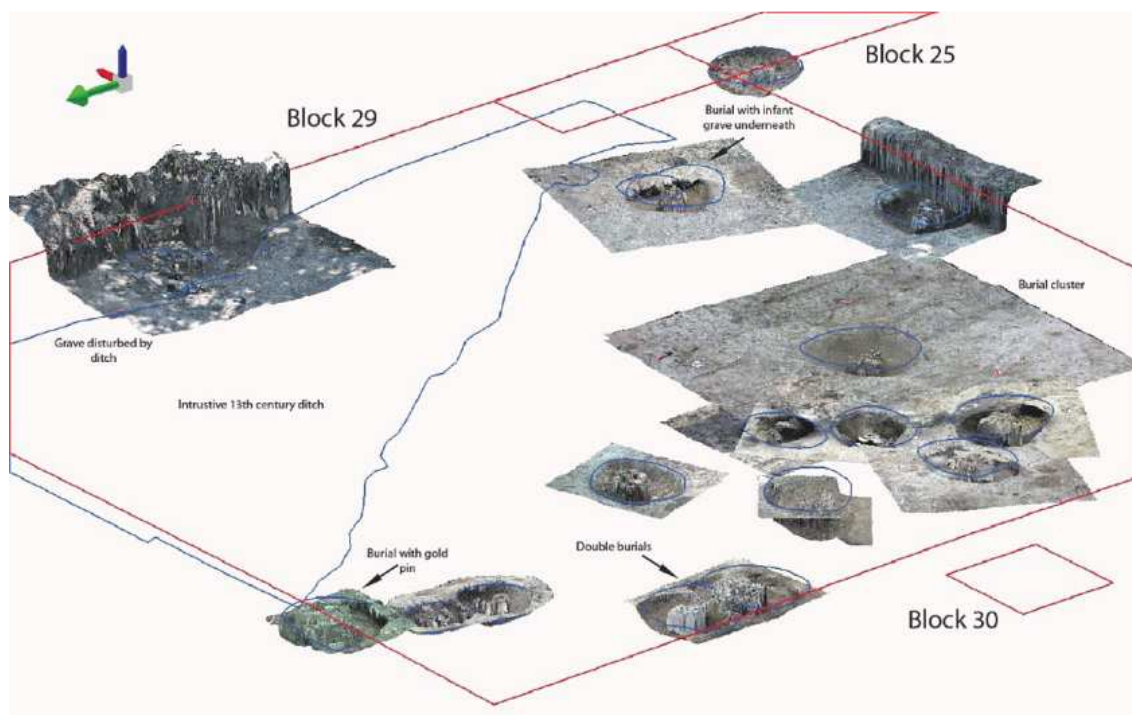 Block 25
Block 29
Burial with infant
grave underneath
Burial cluster
Grave disturbed by
ditch
Intrustive 13th century ditch
Burial with gold
pin
Double burials
Block 30